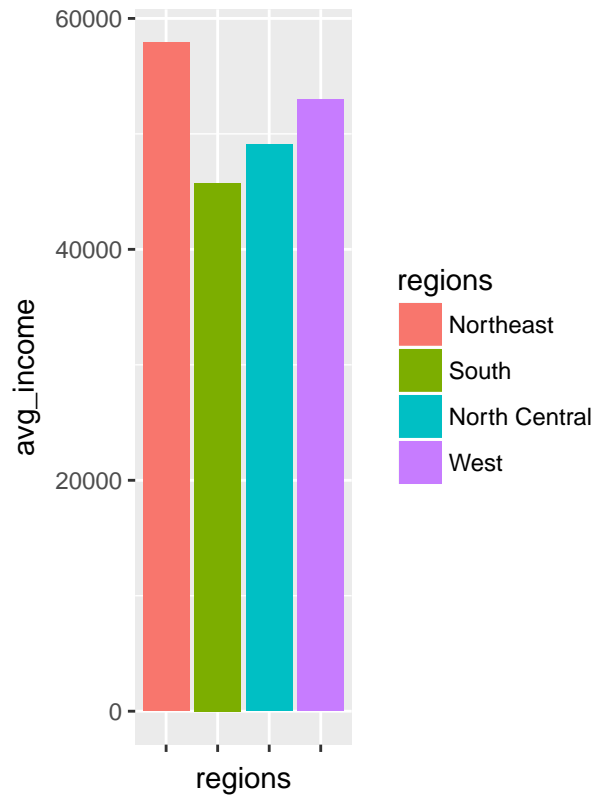 60000
40000
20000
0
avg_income
regions
regions
Northeast
South
North Central
West